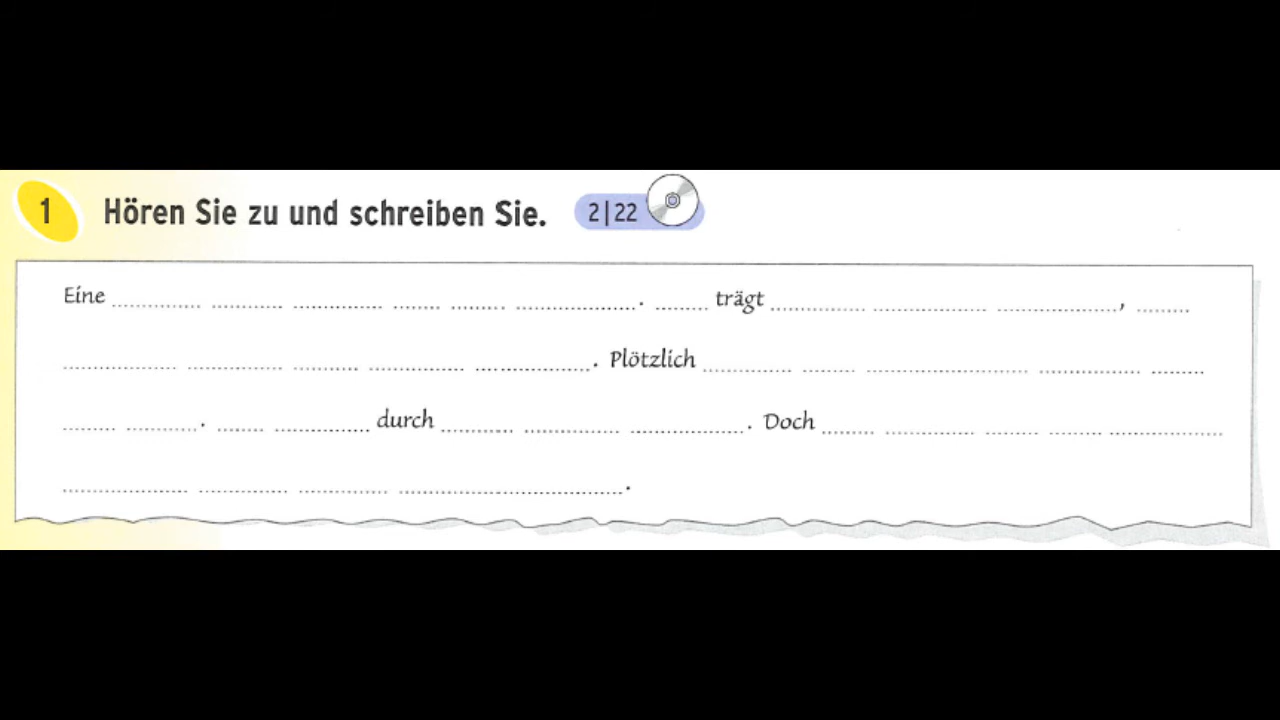 1 Hören Sie zu und schreiben Sie. 2|22
Eine ........ ........ ........ ........ ........ ........ . ........ trägt ........ ........ ........ , ........
........ ........ ........ ........ ........ . Plötzlich ........ ........ ........ ........ ........
........ ........ . ........ ........ durch ........ ........ ........ . Doch ........ ........ ........ ........ ........
........ ........ ........ ........ .